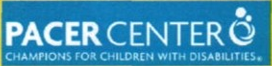 PACER CENTER
CHAMPIONS FOR CHILDREN WITH DISABILITIES®